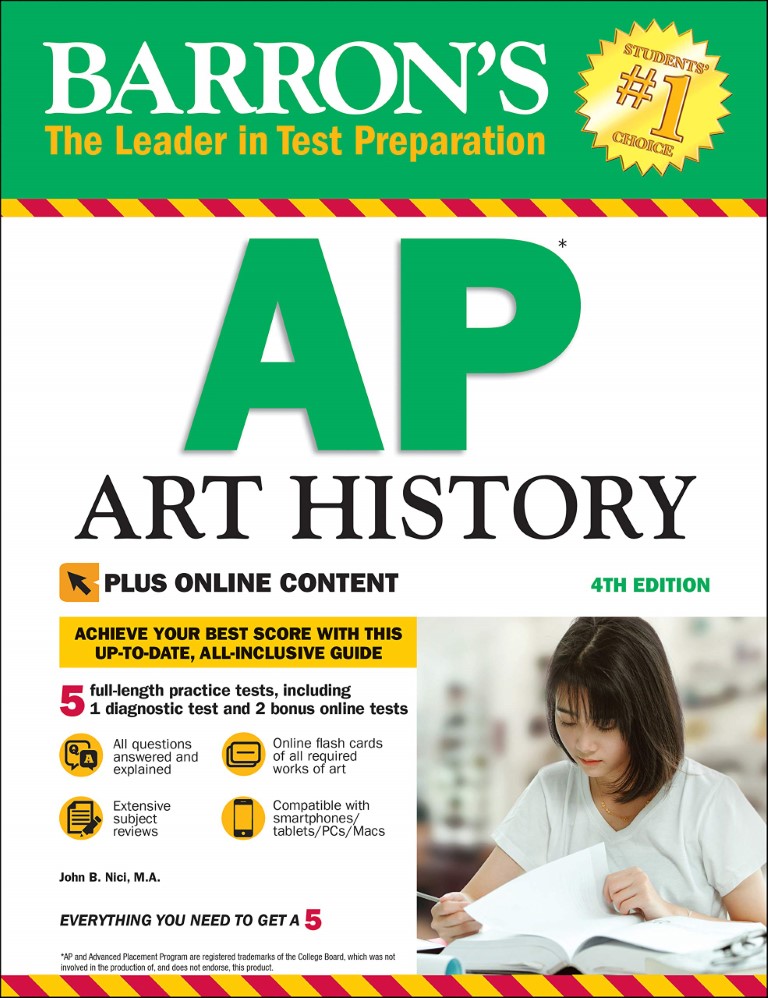 BARRON'S
The Leader in Test Preparation
STUDENTS'
#1
CHOICE
AP*
ART HISTORY
PLUS ONLINE CONTENT
4TH EDITION
ACHIEVE YOUR BEST SCORE WITH THIS
UP-TO-DATE, ALL-INCLUSIVE GUIDE
5 full-length practice tests, including
1 diagnostic test and 2 bonus online tests
Q
A
All questions
answered and
explained
Online flash cards
of all required
works of art
Extensive
subject
reviews
Compatible with
smartphones/
tablets/PCs/Macs
John B. Nici, M.A.
EVERYTHING YOU NEED TO GET A 5
*AP and Advanced Placement Program are registered trademarks of the College Board, which was not
involved in the production of, and does not endorse, this product.